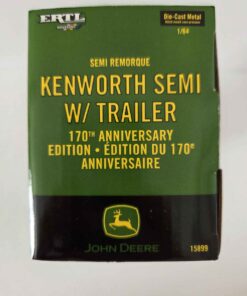 ERTL
Die-Cast Metal
1/64
SEMI REMORQUE
KENWORTH SEMI
W/ TRAILER
170TH ANNIVERSARY
EDITION • ÉDITION DU 170e
ANNIVERSAIRE
JOHN DEERE
15899